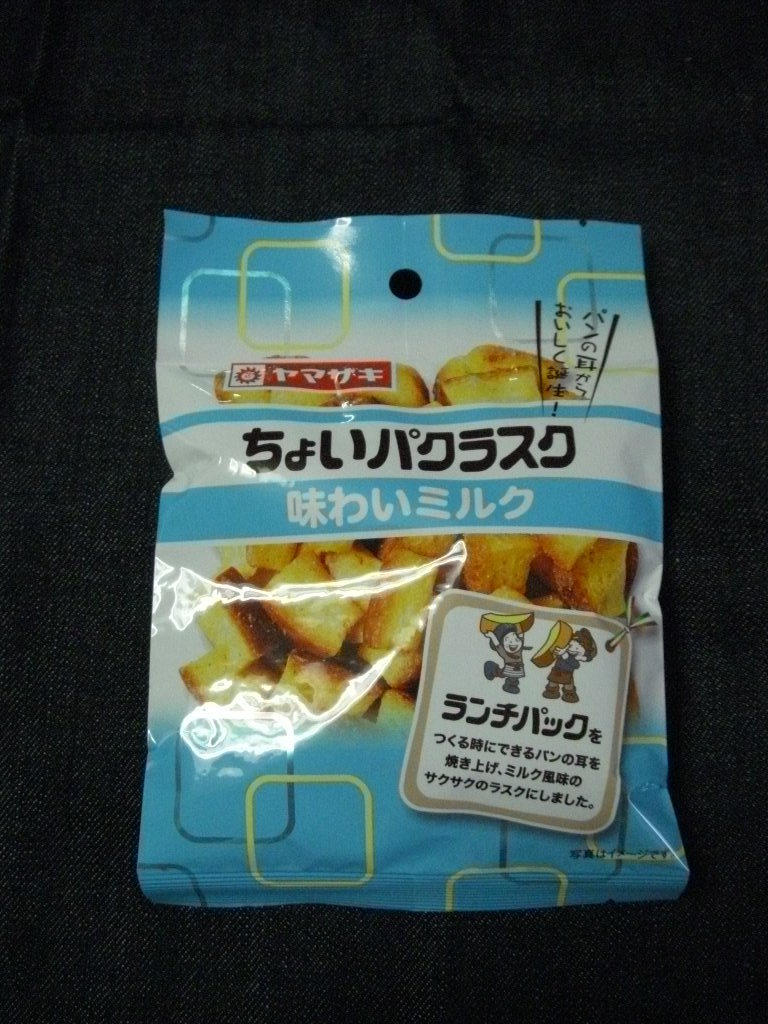 パンの耳から
おいしく誕生！
ヤマザキ
ちょいパクラスク
味わいミルク
ランチパックを
つくる時にできるパンの耳を
焼き上げ、ミルク風味の
サクサクのラスクにしました。
写真はイメージです